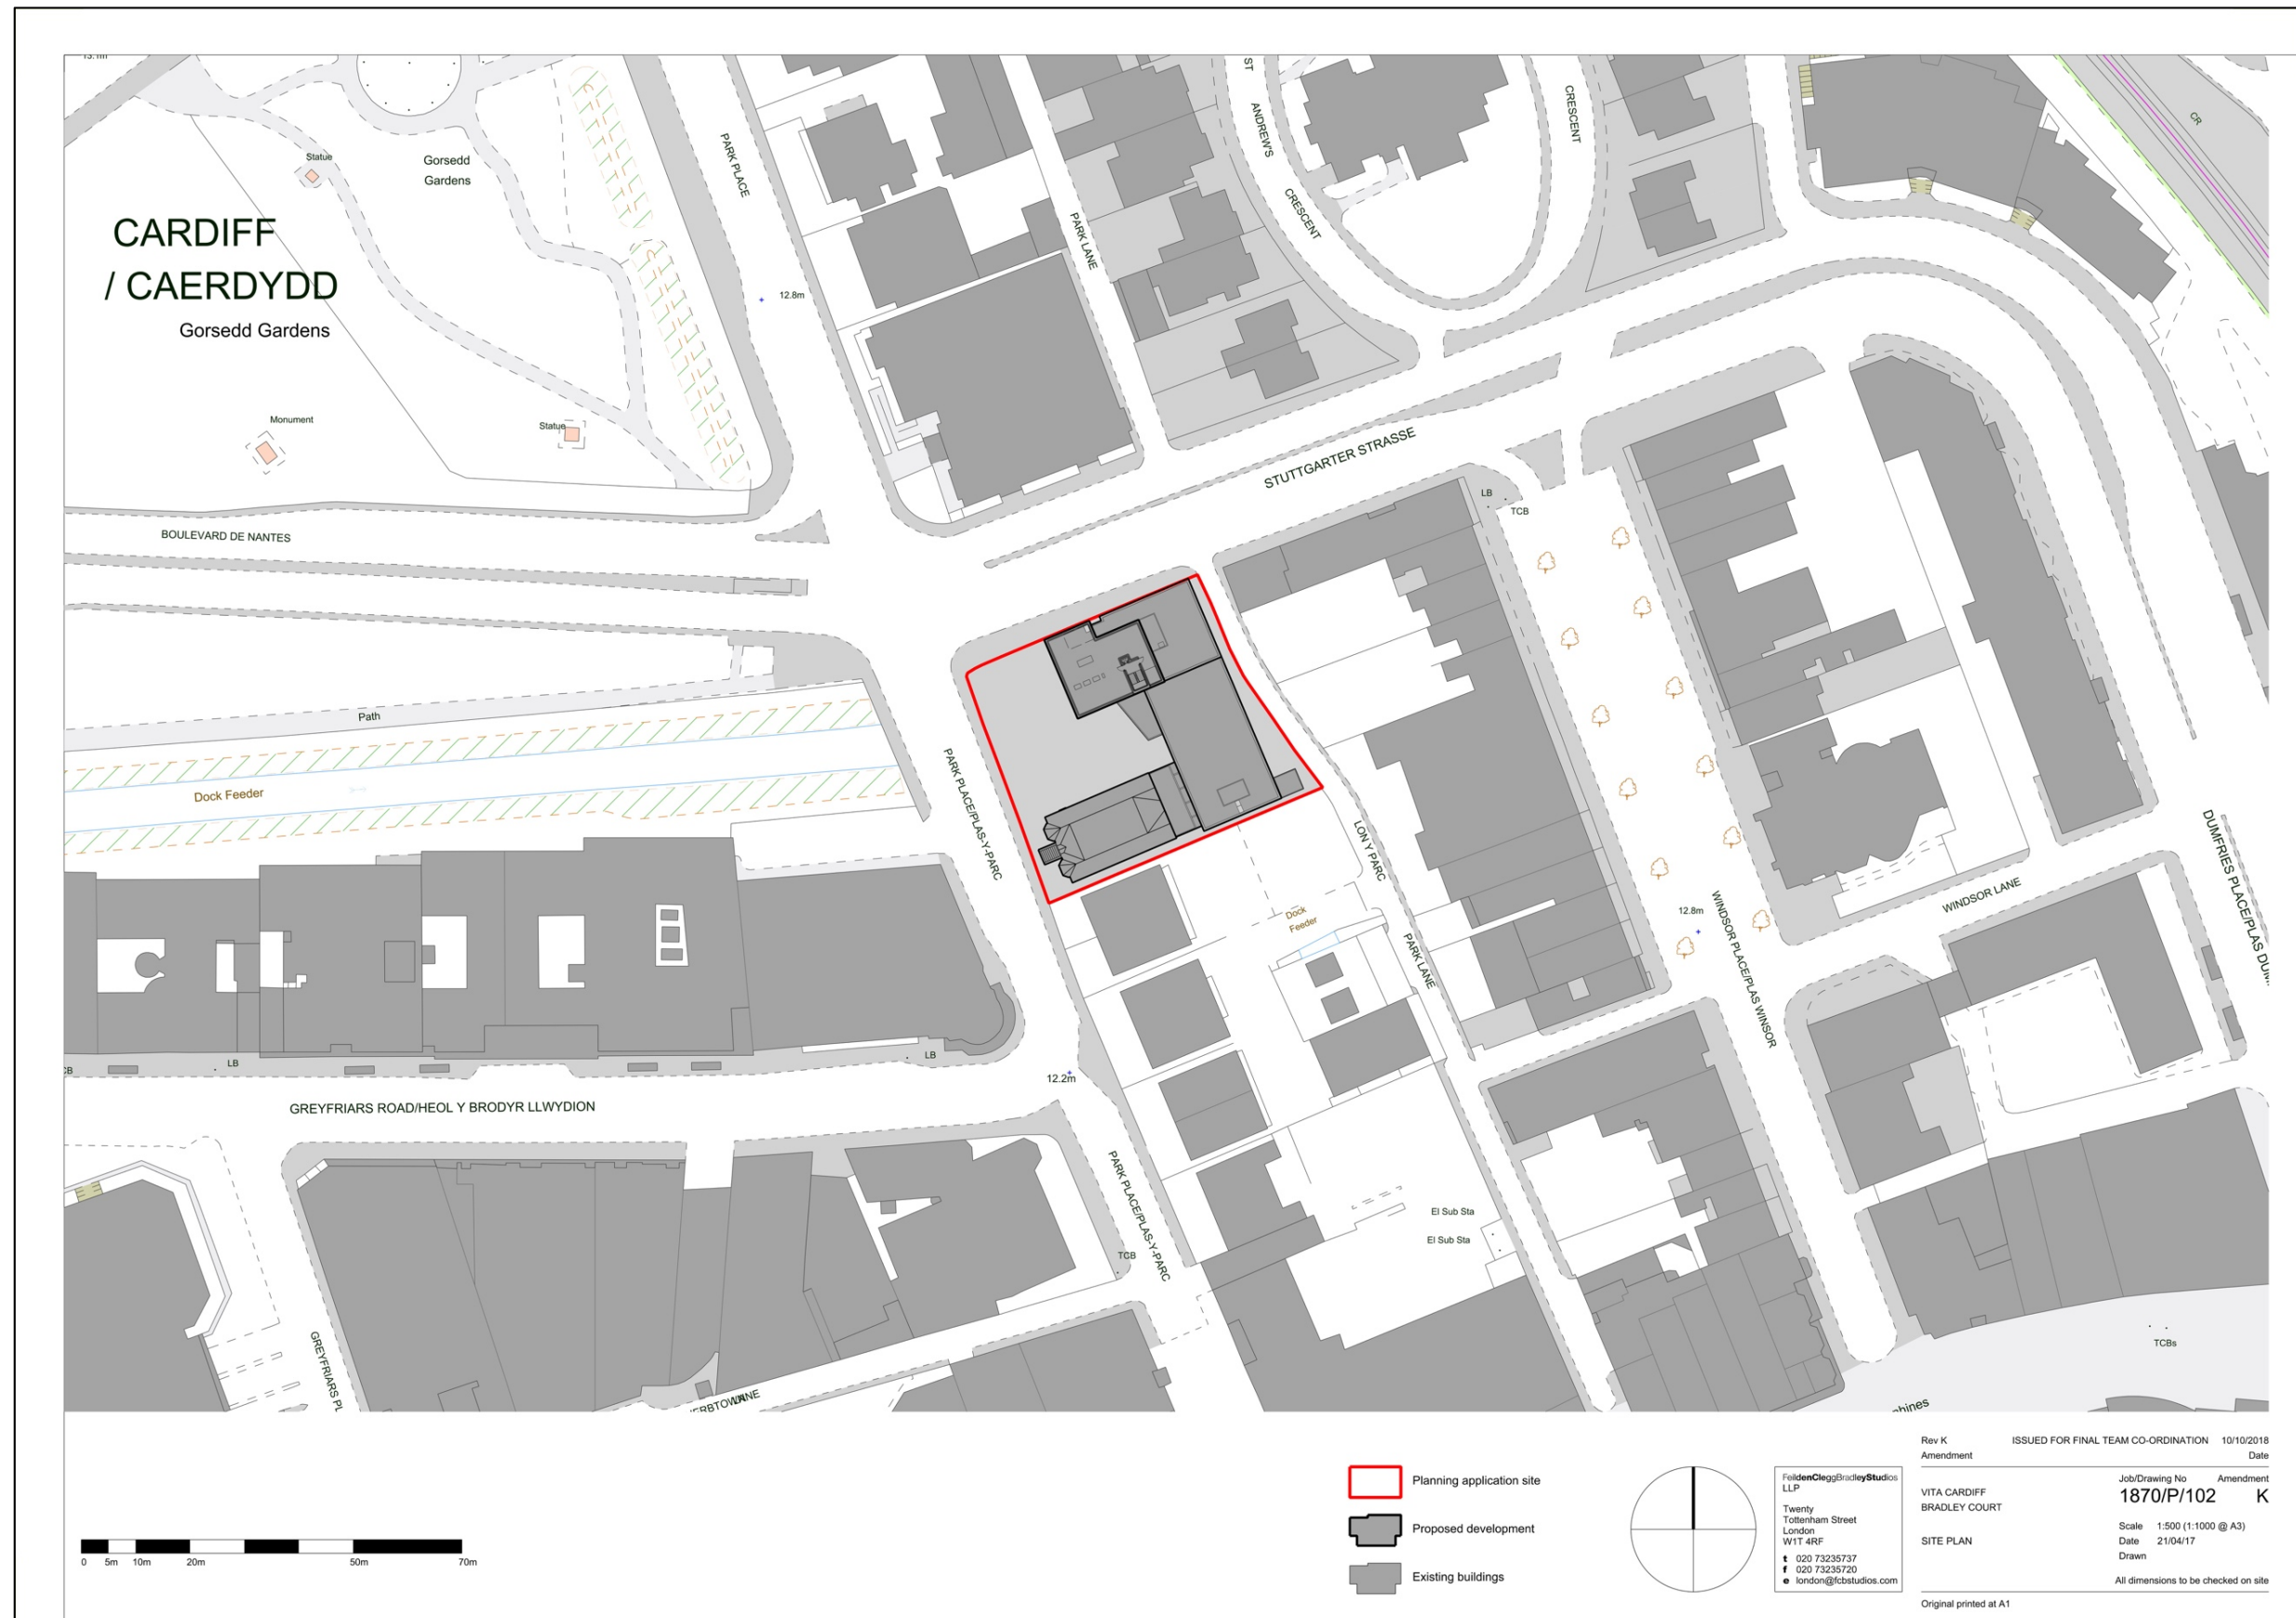 13.1m
Statue
Gorsedd
Gardens
CARDIFF
/ CAERDYDD
Gorsedd Gardens
Monument
Statue
PARK PLACE
12.8m
PARK LANE
ST
ANDREW'S
CRESCENT
CRESCENT
CR
STUTTGARTER STRASSE
BOULEVARD DE NANTES
LB
TCB
Path
Dock Feeder
PARK PLACE/PLAS-Y-PARC
LON Y PARC
Dock
Feeder
PARK LANE
12.8m
WINDSOR PLACE/PLAS WINSOR
WINDSOR LANE
DUMFRIES PLACE/PLAS DUM
CB
LB
LB
12.2m
GREYFRIARS ROAD/HEOL Y BRODYR LLWYDION
PARK PLACE/PLAS-Y-PARC
TCB
El Sub Sta
El Sub Sta
GREYFRIARS PL
TCBs
phines
Planning application site
Proposed development
Existing buildings
0 5m 10m 20m 50m 70m
FeildenCleggBradleyStudios
LLP
Twenty
Tottenham Street
London
W1T 4RF
t 020 73235737
f 020 73235720
e london@fcbstudios.com
Rev K ISSUED FOR FINAL TEAM CO-ORDINATION 10/10/2018
Amendment Date
Job/Drawing No Amendment
VITA CARDIFF
BRADLEY COURT
1870/P/102 K
Scale 1:500 (1:1000 @ A3)
SITE PLAN
Date 21/04/17
Drawn
All dimensions to be checked on site
Original printed at A1